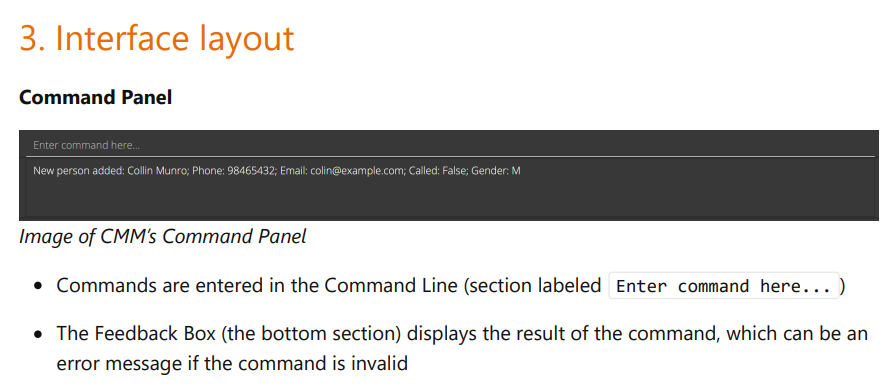 3. Interface layout
Command Panel
Enter command here...
New person added: Collin Munro; Phone: 98465432; Email: colin@example.com; Called: False; Gender: M
Image of CMM's Command Panel
• Commands are entered in the Command Line (section labeled Enter command here... )
• The Feedback Box (the bottom section) displays the result of the command, which can be an
error message if the command is invalid